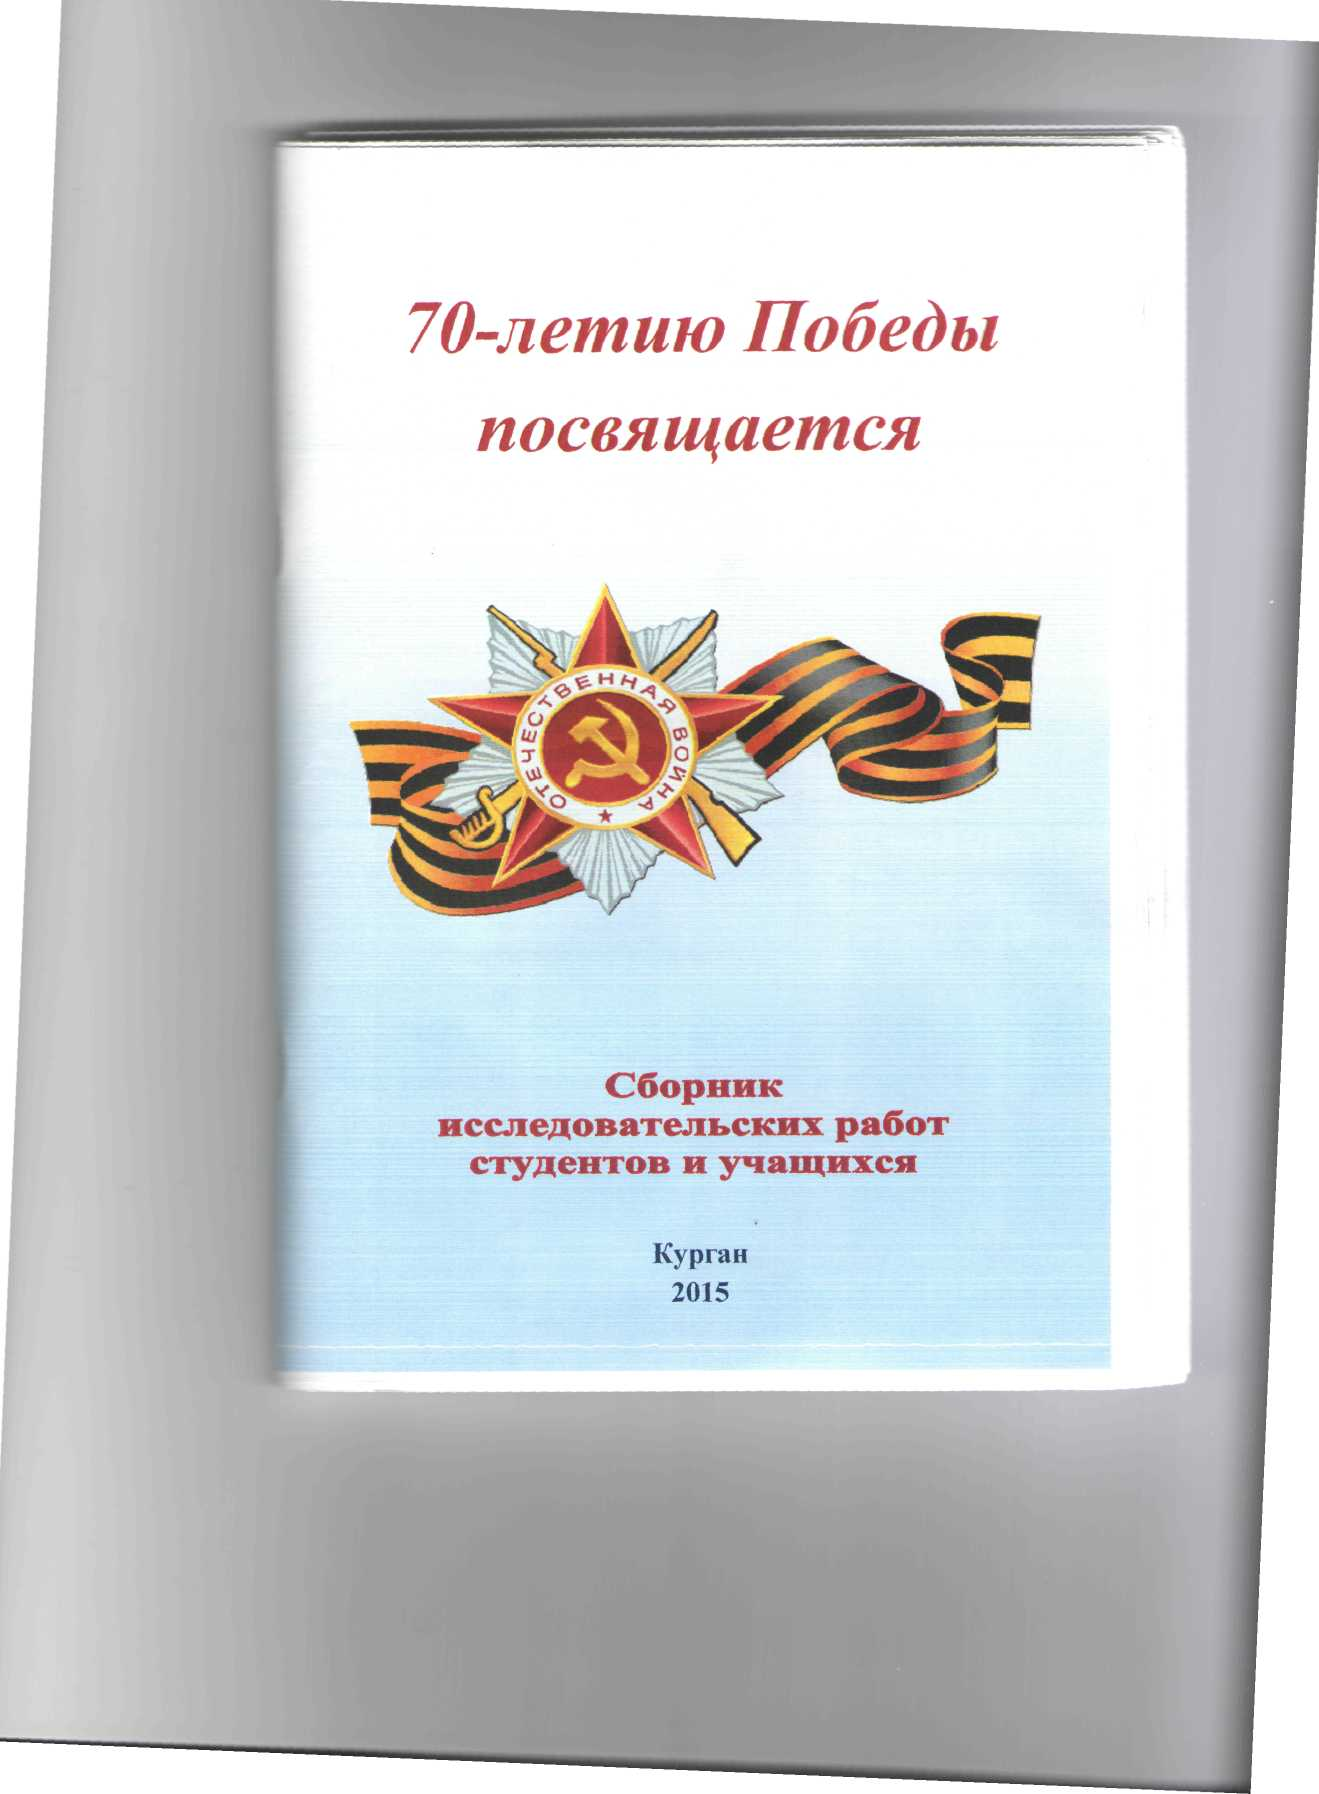 70-летию Победы
посвящается
ОТЕЧЕСТВЕННАЯ ВОЙНА
Сборник
исследовательских работ
студентов и учащихся
Курган
2015